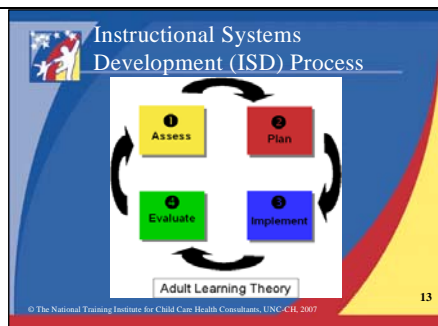 Instructional Systems
Development (ISD) Process
❶
Assess
❷
Plan
❹
Evaluate
❸
Implement
Adult Learning Theory
13
© The National Training Institute for Child Care Health Consultants, UNC-CH, 2007